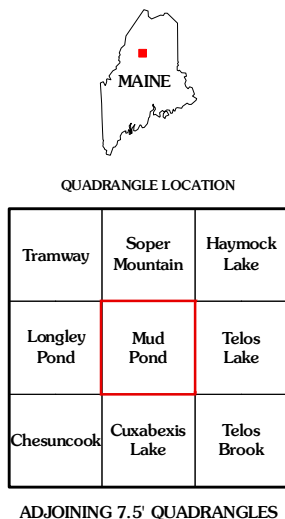 MAINE
QUADRANGLE LOCATION
Tramway
Soper
Mountain
Haymock
Lake
Longley
Pond
Mud
Pond
Telos
Lake
Chesuncook
Cuxabexis
Lake
Telos
Brook
ADJOINING 7.5' QUADRANGLES